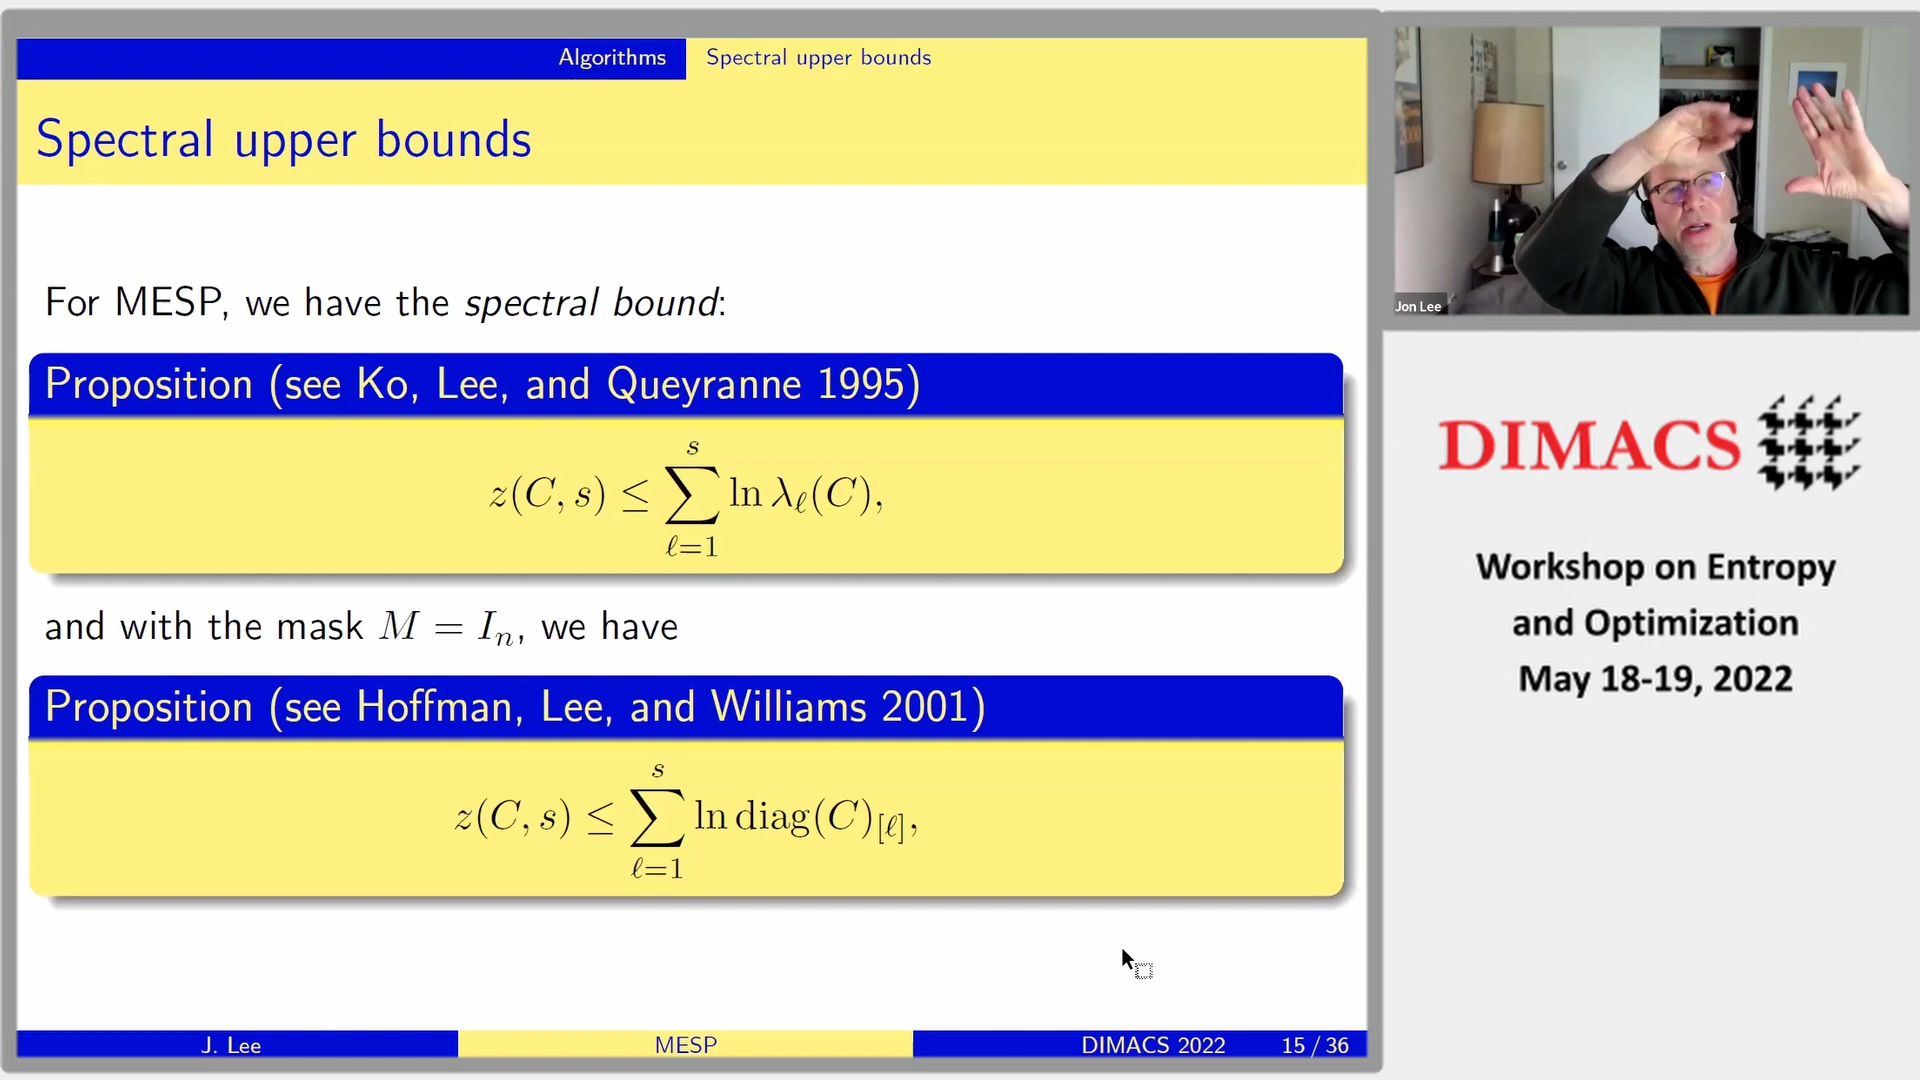 Algorithms Spectral upper bounds
Spectral upper bounds
For MESP, we have the spectral bound:
Proposition (see Ko, Lee, and Queyranne 1995)
z(C, s) ≤ ∑_{ℓ=1}^{s} ln λ_ℓ(C),
and with the mask M = I_n, we have
Proposition (see Hoffman, Lee, and Williams 2001)
z(C, s) ≤ ∑_{ℓ=1}^{s} ln diag(C)_{[ℓ]},
J. Lee MESP DIMACS 2022 15 / 36
Jon Lee
DIMACS
Workshop on Entropy
and Optimization
May 18-19, 2022